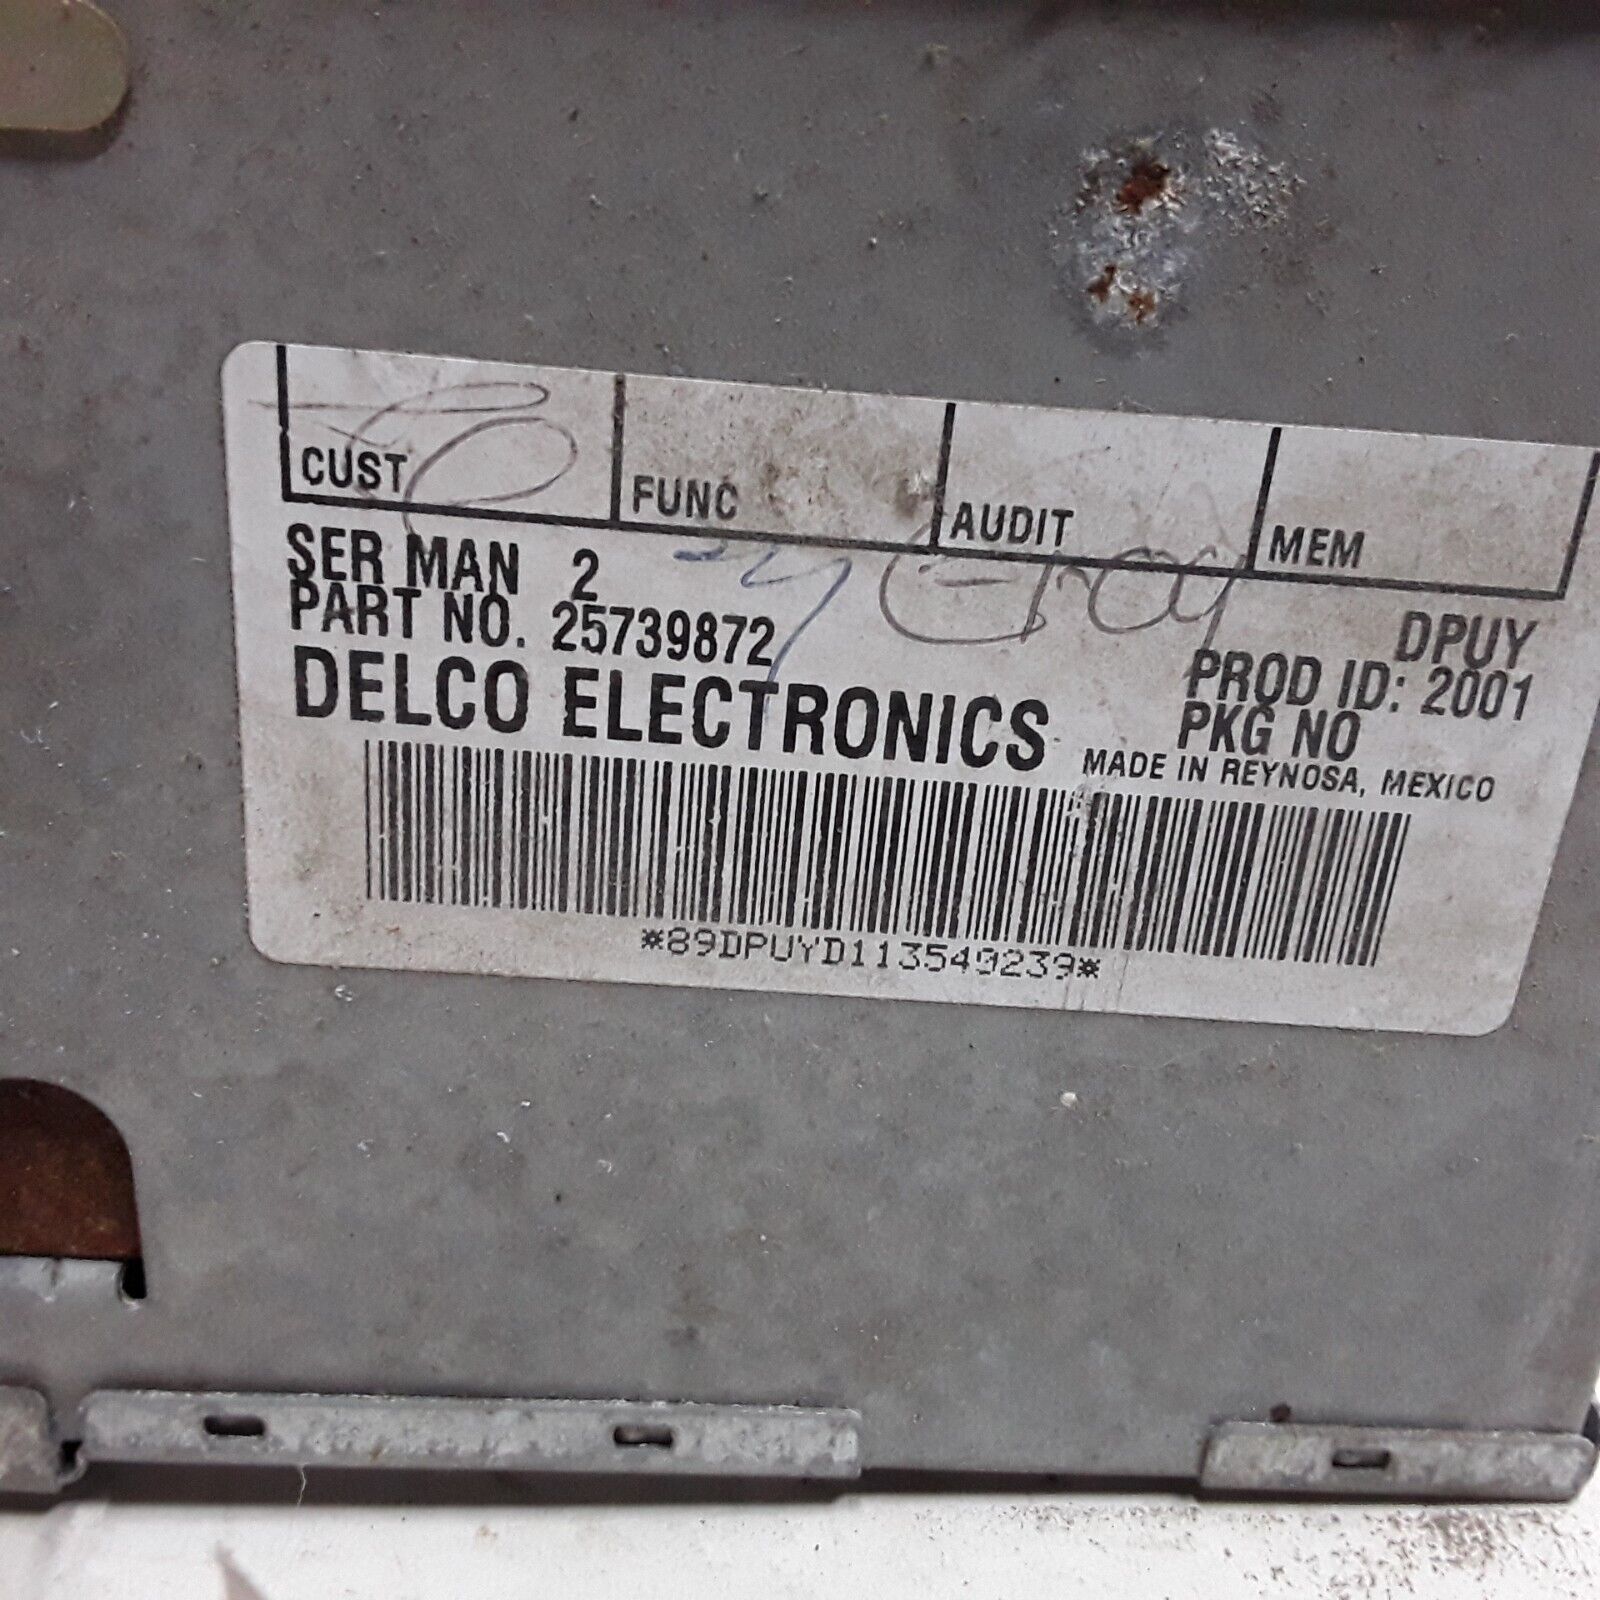 CUST FUNC AUDIT MEM
SER MAN 2 DPUY
PART NO. 25739872 PROD ID: 2001
DELCO ELECTRONICS PKG NO
MADE IN REYNOSA, MEXICO
*89DPUYD113540239*